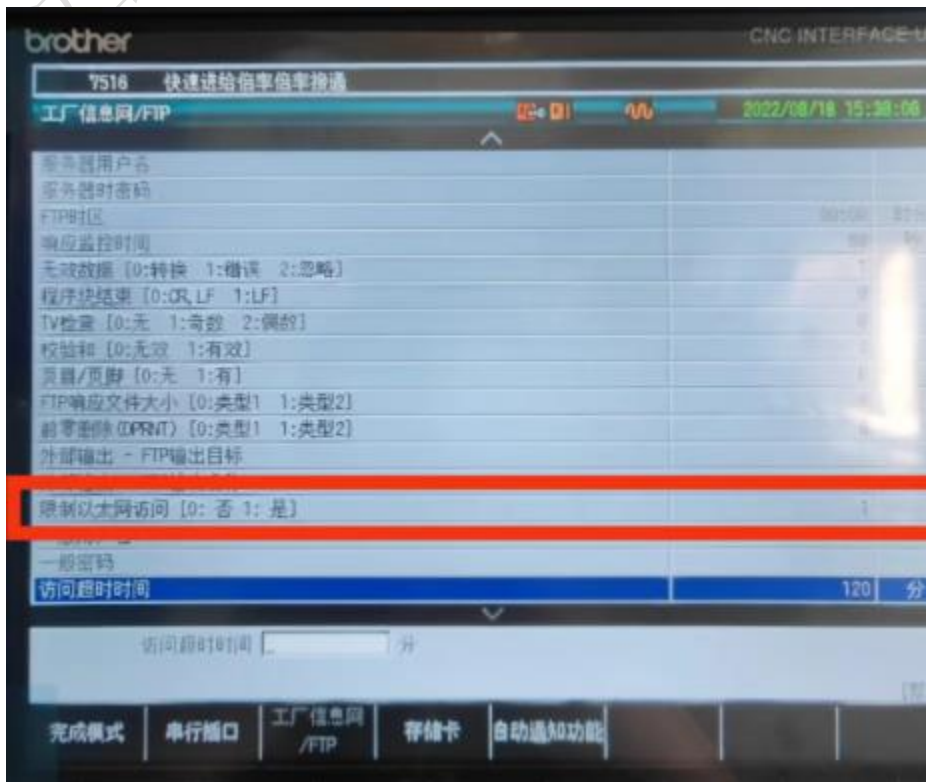 brother
CNC INTERFACE U
7516 快速进给倍率倍率接通
工厂信息网/FTP 2022/08/18 15:38:08
服务器用户名
服务器时密码
FTP时区
响应监控时间
无效数据 [0:转换 1:错误 2:忽略]
程序块结束 [0:CR,LF 1:LF]
TV检查 [0:无 1:奇数 2:偶数]
校验和 [0:无效 1:有效]
页眉/页脚 [0:无 1:有]
FTP响应文件大小 [0:类型1 1:类型2]
前零删除(DPRNT) [0:类型1 1:类型2]
外部输出 - FTP输出目标
限制以太网访问 [0: 否 1: 是] 1
一般密码
访问超时时间 120 分
访问超时时间 分
完成模式 串行插口 工厂信息网/FTP 存储卡 自动通知功能